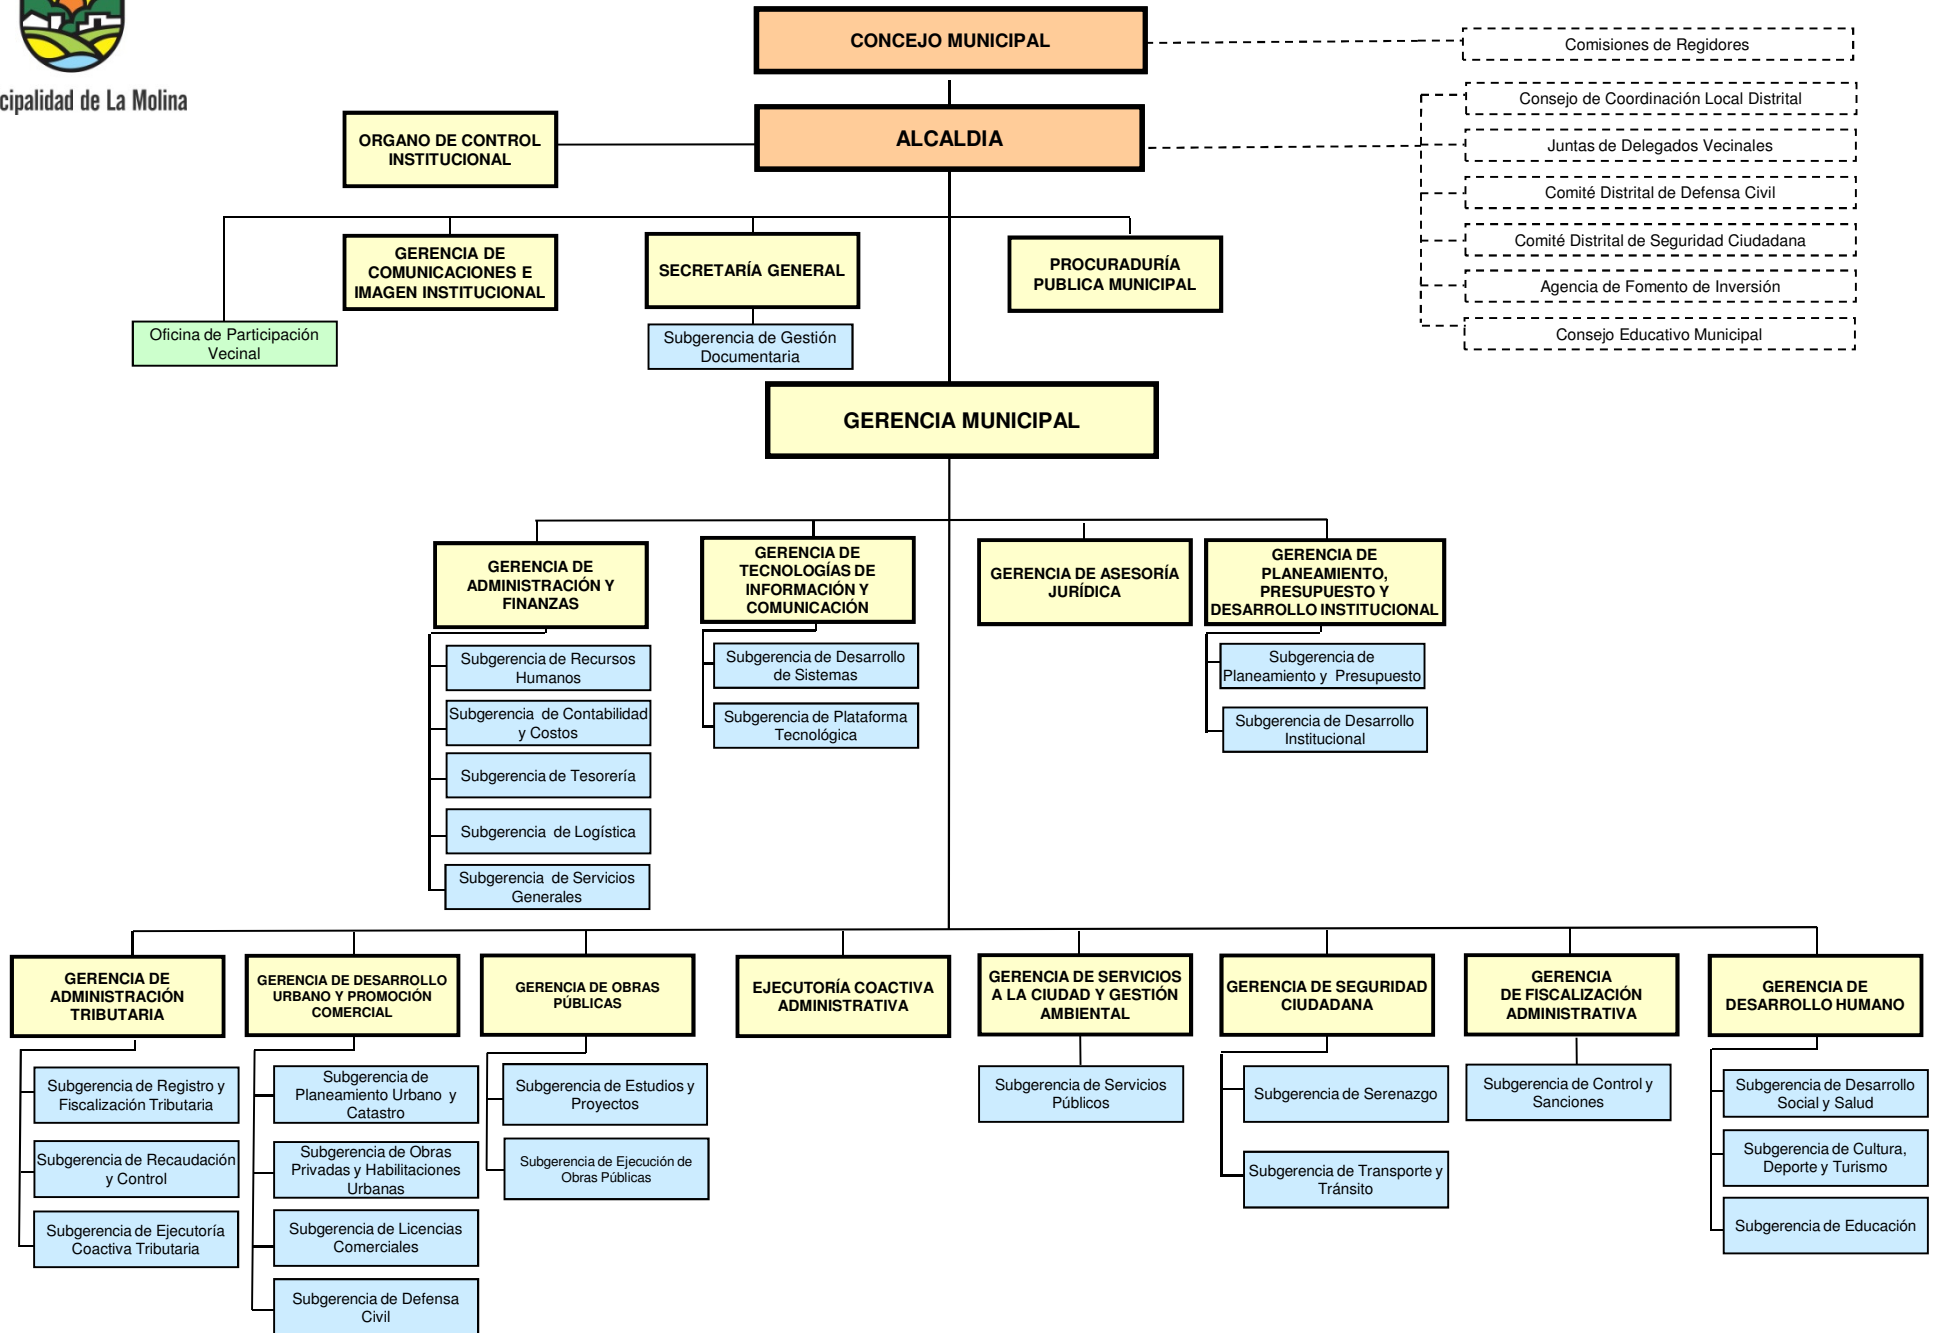 CONCEJO MUNICIPAL
Comisiones de Regidores
cipalidad de La Molina
Consejo de Coordinación Local Distrital
ORGANO DE CONTROL
INSTITUCIONAL
ALCALDIA
Juntas de Delegados Vecinales
Comité Distrital de Defensa Civil
Comité Distrital de Seguridad Ciudadana
Agencia de Fomento de Inversión
Consejo Educativo Municipal
GERENCIA DE
COMUNICACIONES E
IMAGEN INSTITUCIONAL
SECRETARÍA GENERAL
PROCURADURÍA
PUBLICA MUNICIPAL
Oficina de Participación
Vecinal
Subgerencia de Gestión
Documentaria
GERENCIA MUNICIPAL
GERENCIA DE
ADMINISTRACIÓN Y
FINANZAS
GERENCIA DE
TECNOLOGÍAS DE
INFORMACIÓN Y
COMUNICACIÓN
GERENCIA DE ASESORÍA
JURÍDICA
GERENCIA DE
PLANEAMIENTO,
PRESUPUESTO Y
DESARROLLO INSTITUCIONAL
Subgerencia de Recursos
Humanos
Subgerencia de Contabilidad
y Costos
Subgerencia de Tesorería
Subgerencia de Logística
Subgerencia de Servicios
Generales
Subgerencia de Desarrollo
de Sistemas
Subgerencia de Plataforma
Tecnológica
Subgerencia de
Planeamiento y Presupuesto
Subgerencia de Desarrollo
Institucional
GERENCIA DE
ADMINISTRACIÓN
TRIBUTARIA
GERENCIA DE DESARROLLO
URBANO Y PROMOCIÓN
COMERCIAL
GERENCIA DE OBRAS
PÚBLICAS
EJECUTORÍA COACTIVA
ADMINISTRATIVA
GERENCIA DE SERVICIOS
A LA CIUDAD Y GESTIÓN
AMBIENTAL
GERENCIA DE SEGURIDAD
CIUDADANA
GERENCIA
DE FISCALIZACIÓN
ADMINISTRATIVA
GERENCIA DE
DESARROLLO HUMANO
Subgerencia de Registro y
Fiscalización Tributaria
Subgerencia de Recaudación
y Control
Subgerencia de Ejecutoría
Coactiva Tributaria
Subgerencia de
Planeamiento Urbano y
Catastro
Subgerencia de Obras
Privadas y Habilitaciones
Urbanas
Subgerencia de Licencias
Comerciales
Subgerencia de Defensa
Civil
Subgerencia de Estudios y
Proyectos
Subgerencia de Ejecución de
Obras Públicas
Subgerencia de Servicios
Públicos
Subgerencia de Serenazgo
Subgerencia de Transporte y
Tránsito
Subgerencia de Control y
Sanciones
Subgerencia de Desarrollo
Social y Salud
Subgerencia de Cultura,
Deporte y Turismo
Subgerencia de Educación